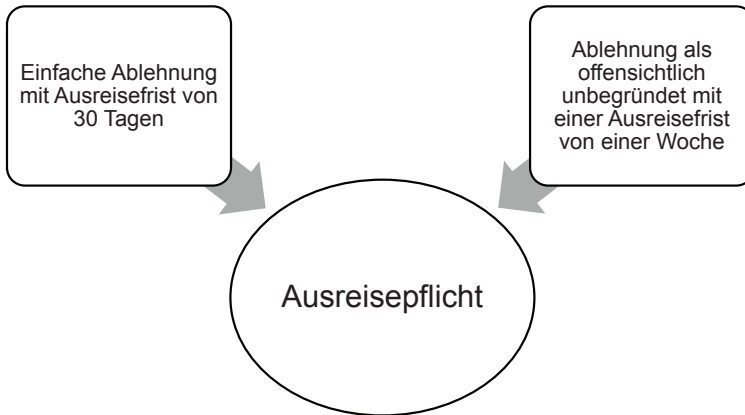 Einfache Ablehnung
mit Ausreisefrist von
30 Tagen
Ablehnung als
offensichtlich
unbegründet mit
einer Ausreisefrist
von einer Woche
Ausreisepflicht